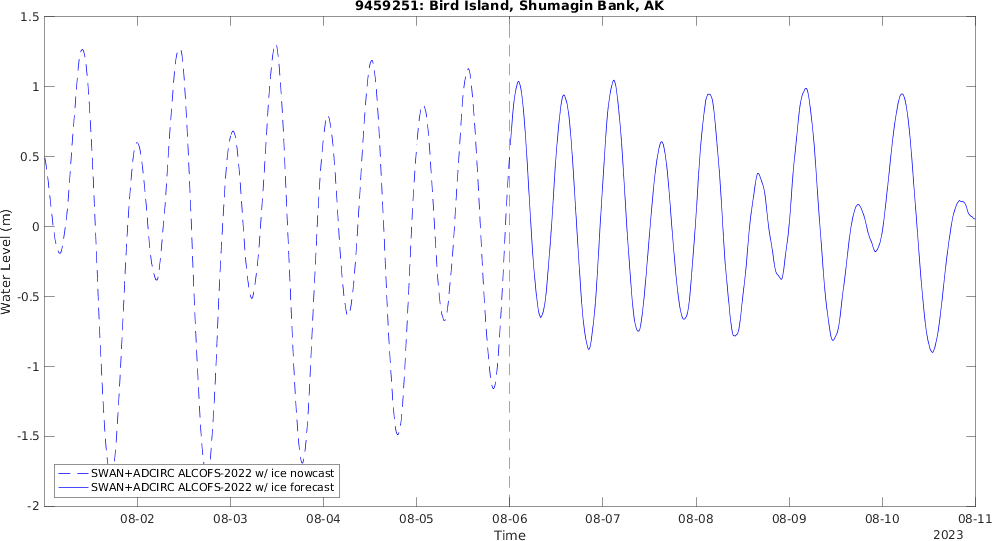 9459251: Bird Island, Shumagin Bank, AK
1.5
1
0.5
0
-0.5
-1
-1.5
-2
Water Level (m)
SWAN+ADCIRC ALCOFS-2022 w/ ice nowcast
SWAN+ADCIRC ALCOFS-2022 w/ ice forecast
08-02 08-03 08-04 08-05 08-06 08-07 08-08 08-09 08-10 08-11
Time
2023